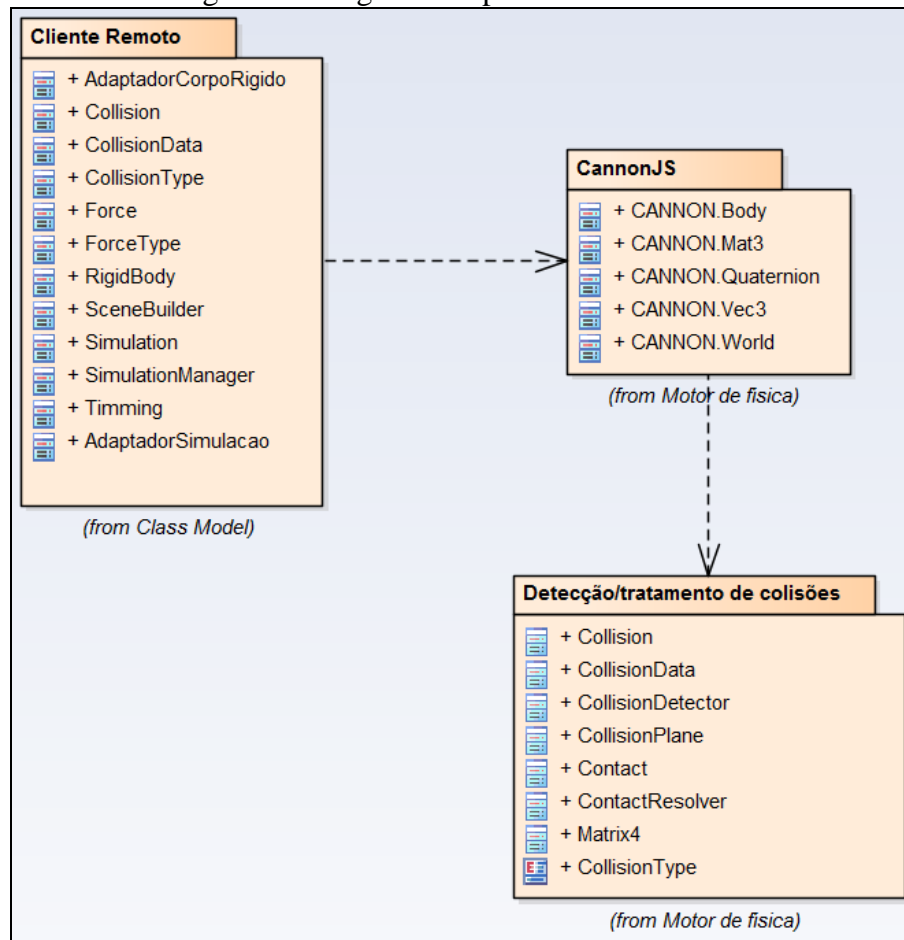 Cliente Remoto
+ AdaptadorCorpoRigido
+ Collision
+ CollisionData
+ CollisionType
+ Force
+ ForceType
+ RigidBody
+ SceneBuilder
+ Simulation
+ SimulationManager
+ Timming
+ AdaptadorSimulacao
(from Class Model)
CannonJS
+ CANNON.Body
+ CANNON.Mat3
+ CANNON.Quaternion
+ CANNON.Vec3
+ CANNON.World
(from Motor de fisica)
Detecção/tratamento de colisões
+ Collision
+ CollisionData
+ CollisionDetector
+ CollisionPlane
+ Contact
+ ContactResolver
+ Matrix4
+ CollisionType
(from Motor de fisica)